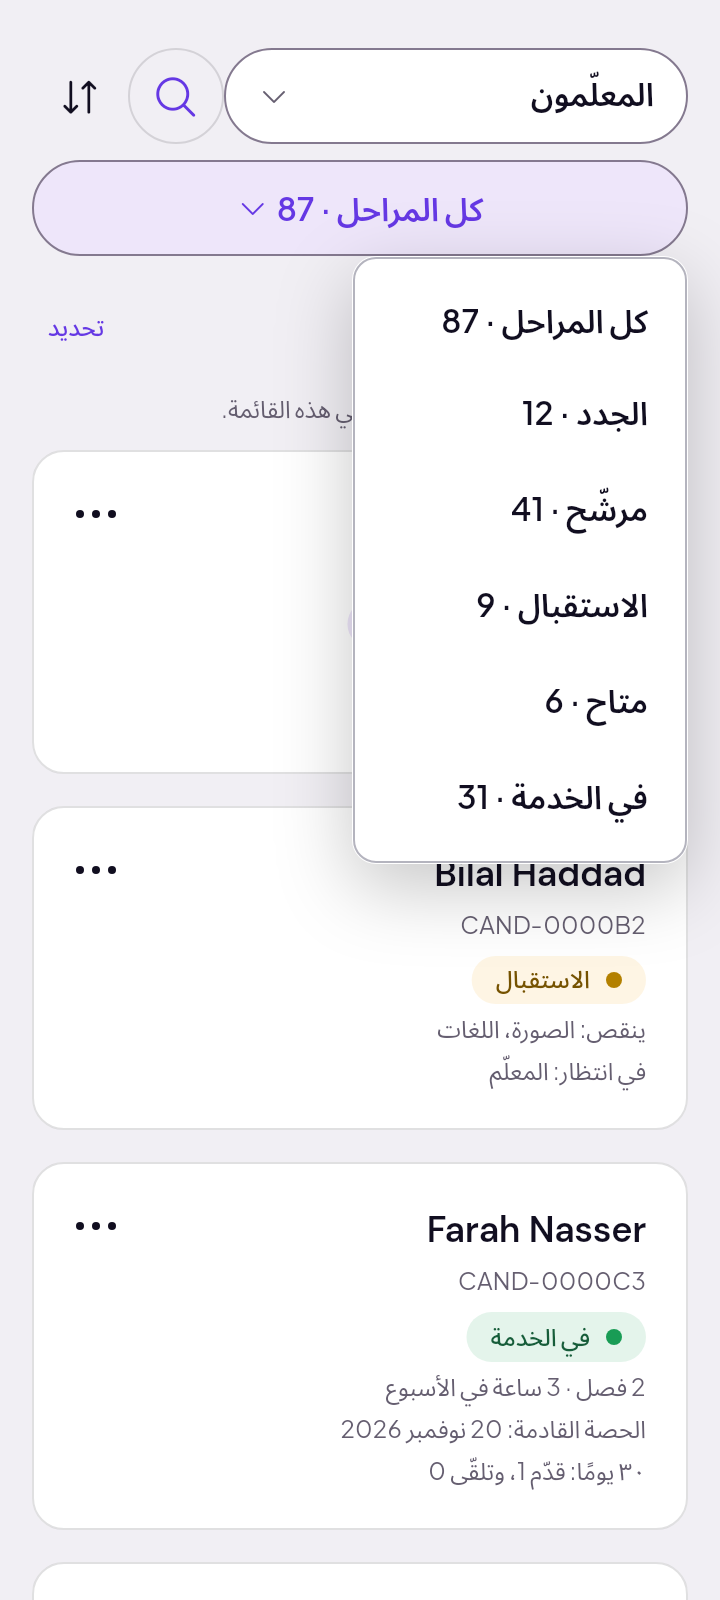 المعلّمون
كل المراحل · 87
كل المراحل · 87
الجدد · 12
مرشّح · 41
الاستقبال · 9
متاح · 6
في الخدمة · 31
تحديد
هذه القائمة.
Bilal Haddad
CAND-0000B2
الاستقبال
ينقص: الصورة، اللغات
في انتظار: المعلّم
Farah Nasser
CAND-0000C3
في الخدمة
2 فصل · 3 ساعة في الأسبوع
الحصة القادمة: 20 نوفمبر 2026
٣٠ يومًا: قدّم 1، وتلقّى 0